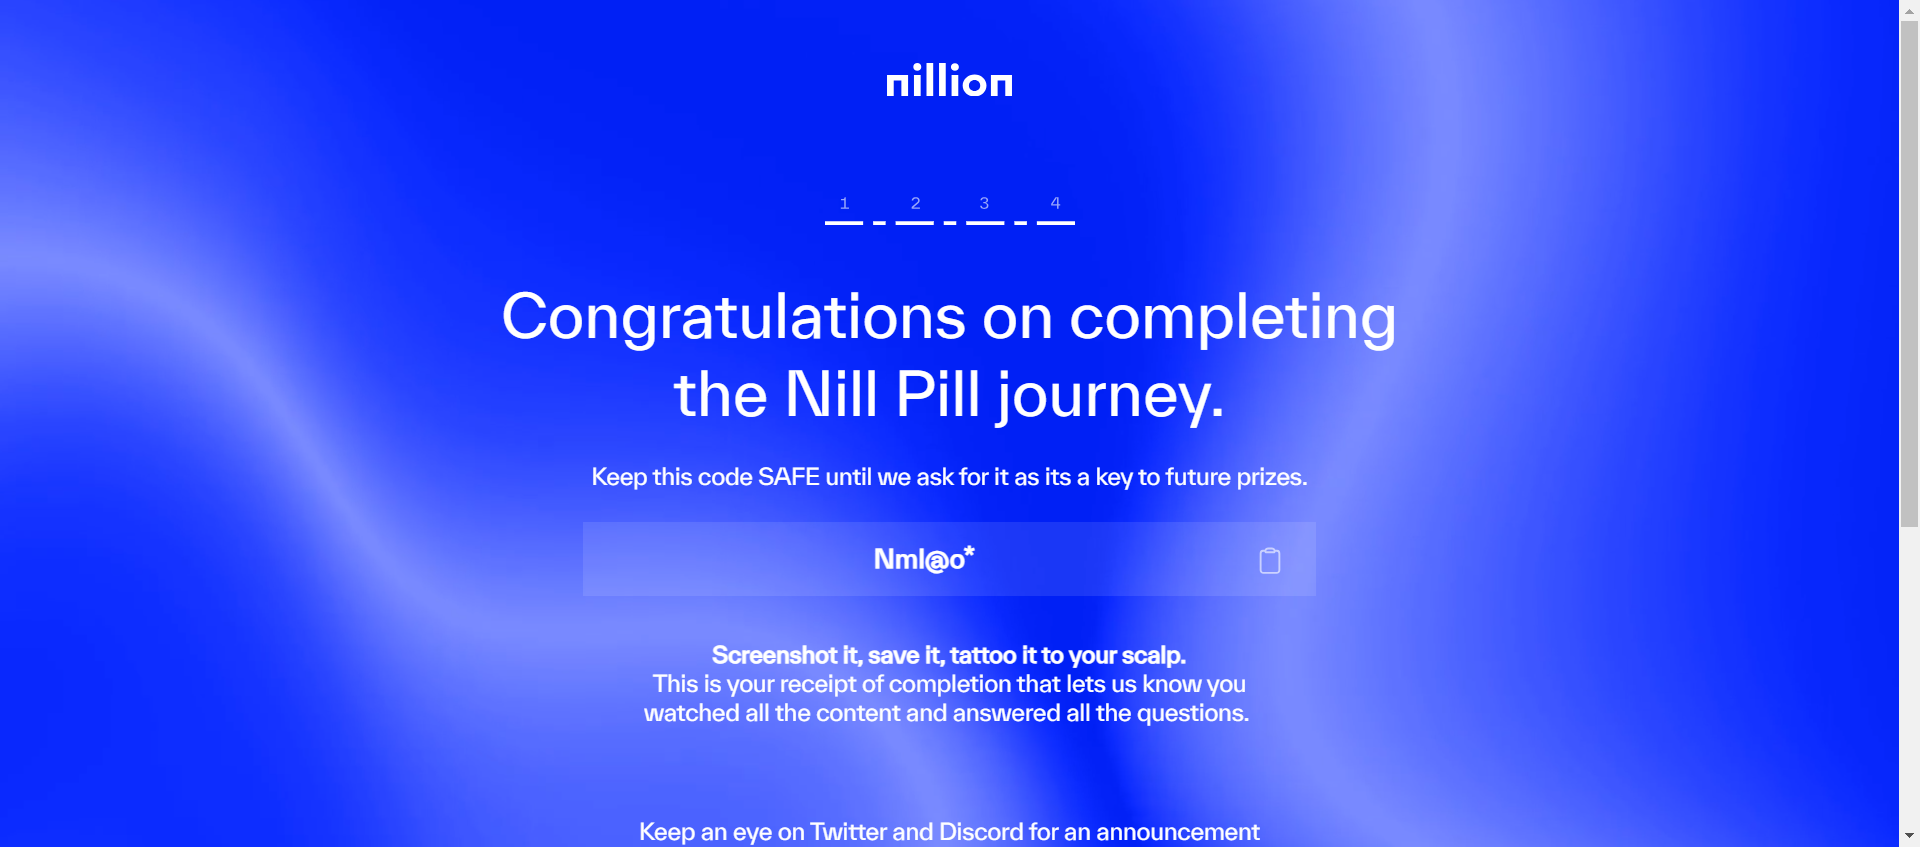 nillion
1 2 3 4
Congratulations on completing
the Nill Pill journey.
Keep this code SAFE until we ask for it as its a key to future prizes.
Nml@o*
Screenshot it, save it, tattoo it to your scalp.
This is your receipt of completion that lets us know you
watched all the content and answered all the questions.
Keep an eye on Twitter and Discord for an announcement